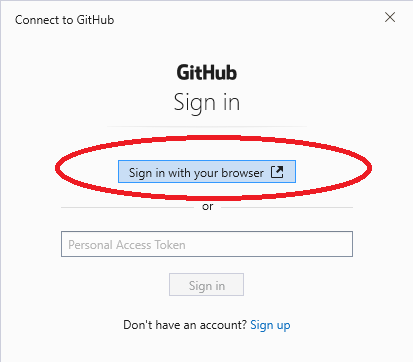 Connect to GitHub
GitHub
Sign in
Sign in with your browser
or
Personal Access Token
Sign in
Don't have an account? Sign up